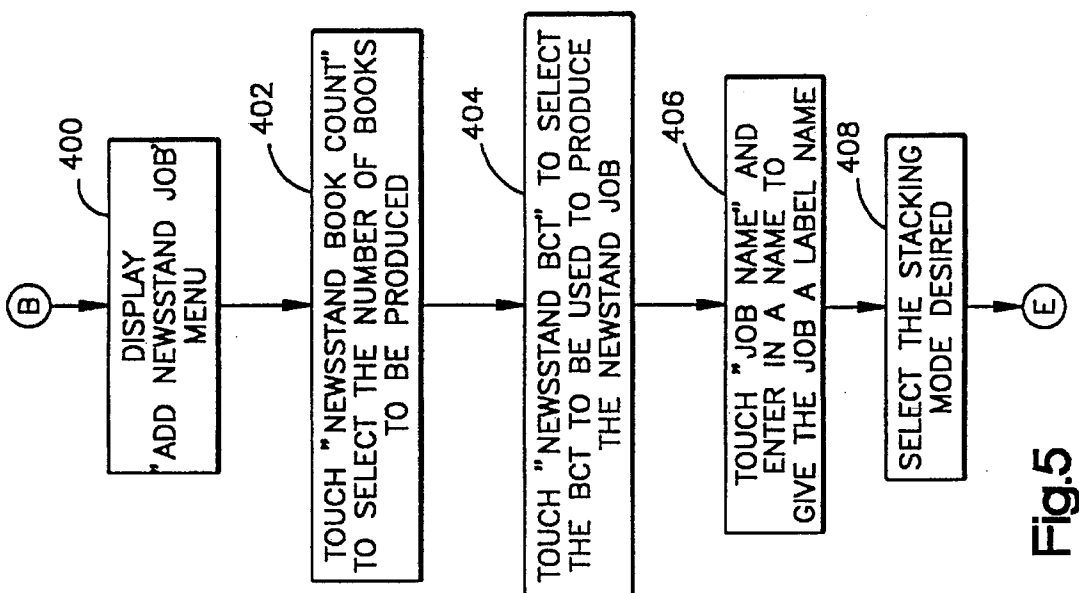 B
400
DISPLAY
"ADD NEWSSTAND JOB"
MENU
402
TOUCH "NEWSSTAND BOOK COUNT"
TO SELECT THE NUMBER OF BOOKS
TO BE PRODUCED
404
TOUCH "NEWSSTAND BCT" TO SELECT
THE BCT TO BE USED TO PRODUCE
THE NEWSTAND JOB
406
TOUCH "JOB NAME" AND
ENTER IN A NAME TO
GIVE THE JOB A LABEL NAME
408
SELECT THE STACKING
MODE DESIRED
E
Fig.5